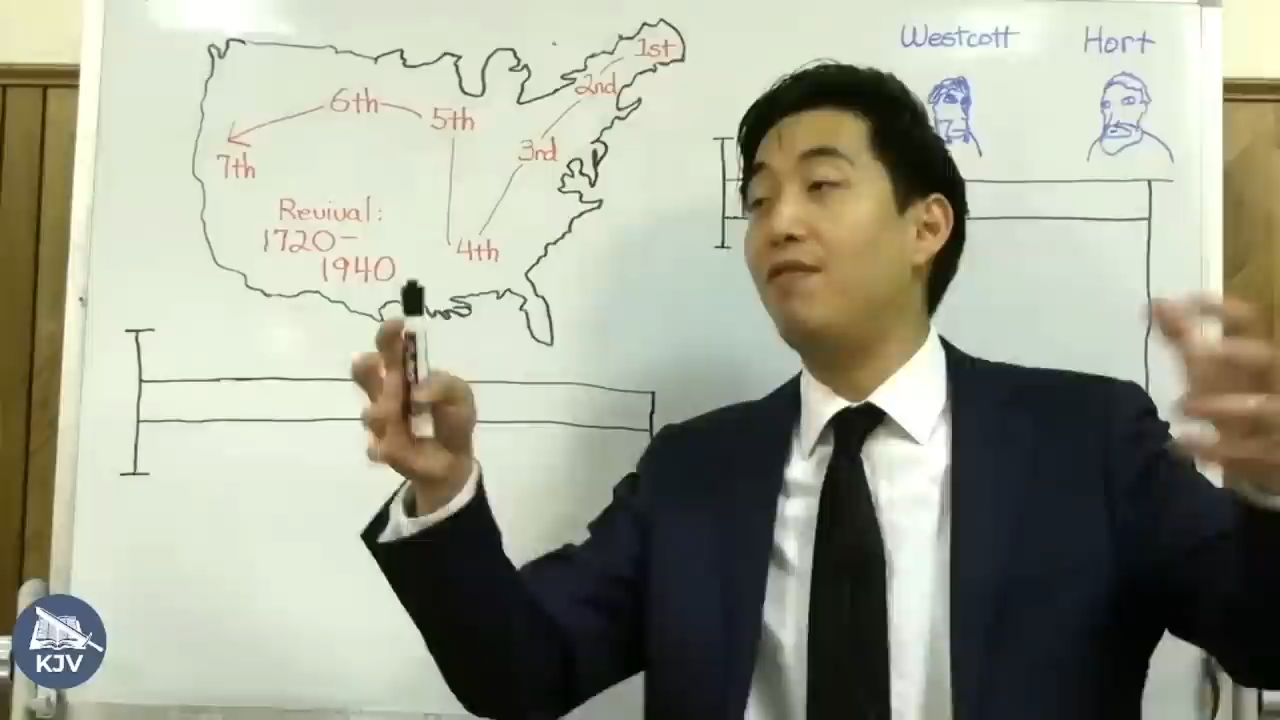 1st
2nd
6th
5th
3rd
7th
Revival:
1720-
1940
4th
Westcott
Hort
KJV